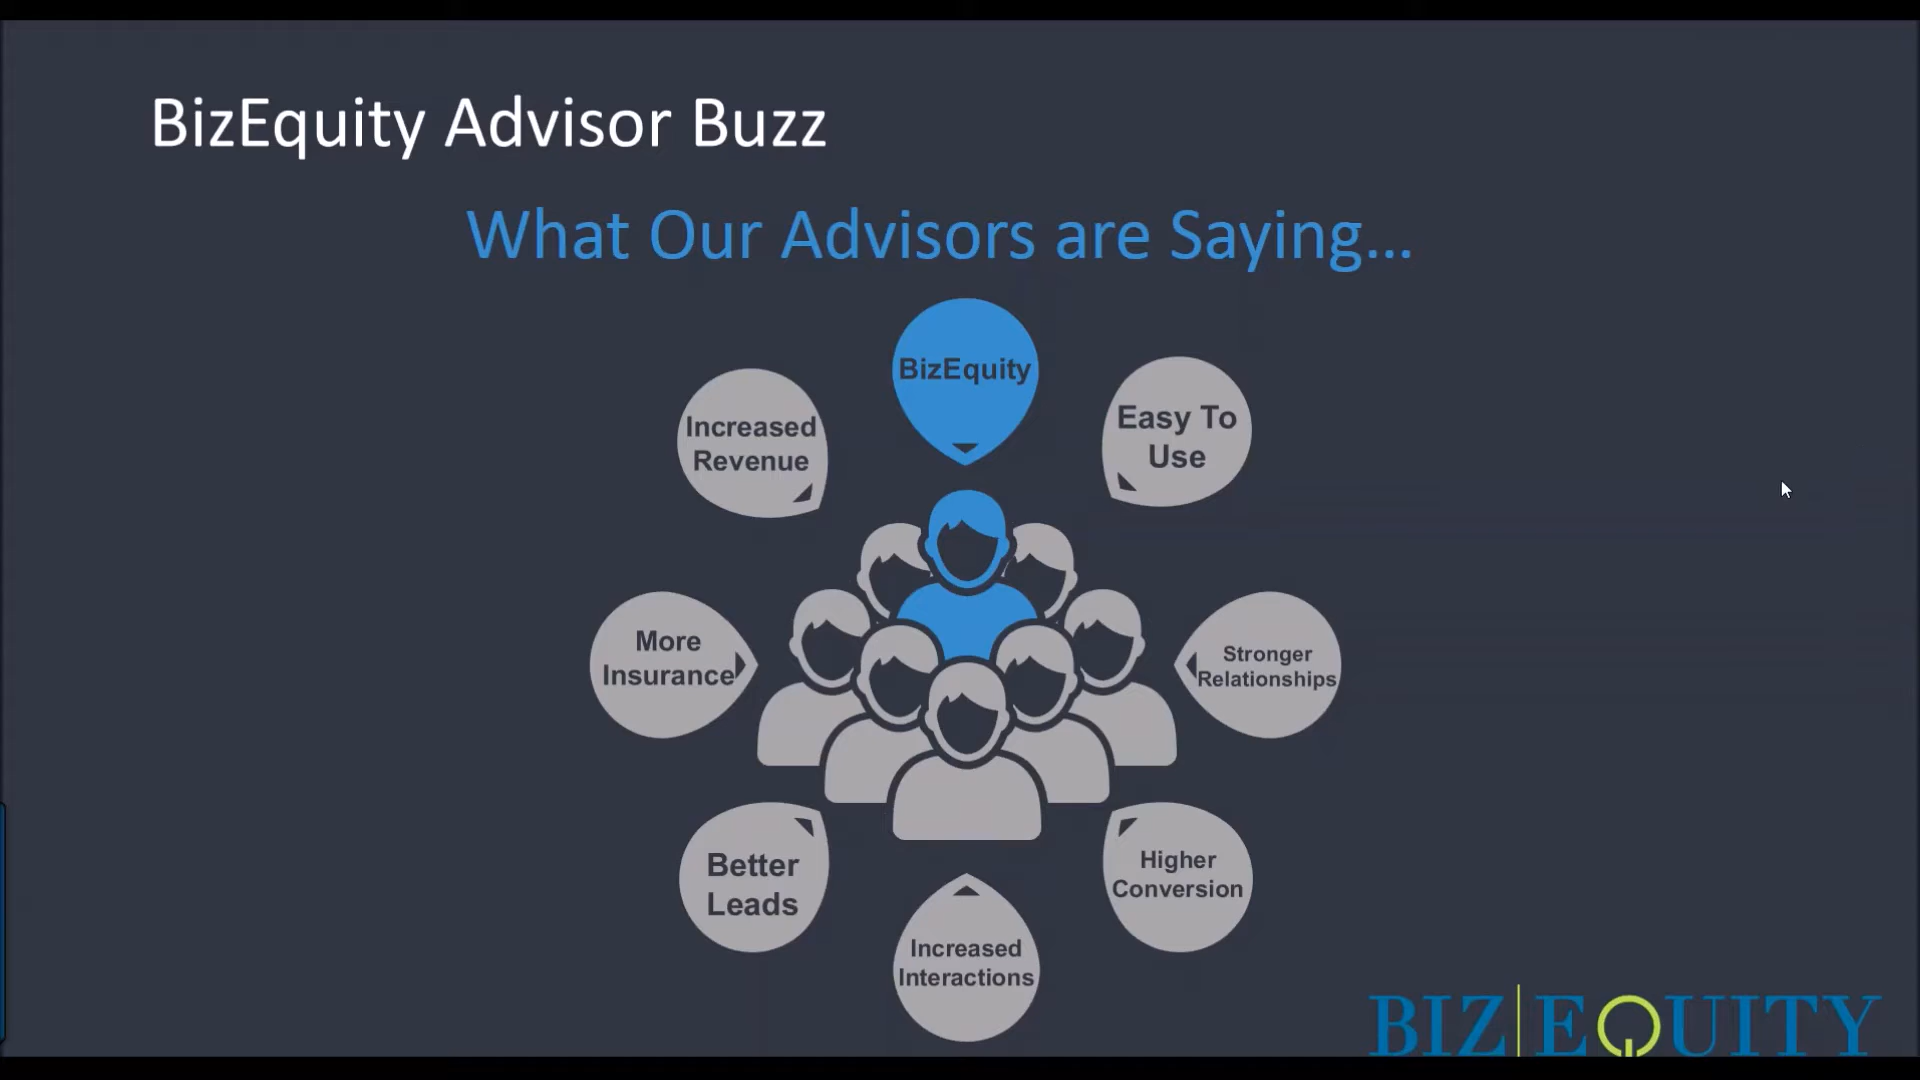 BizEquity Advisor Buzz
What Our Advisors are Saying...
BizEquity
Increased
Revenue
Easy To
Use
More
Insurance
Stronger
Relationships
Better
Leads
Higher
Conversion
Increased
Interactions
BIZ|EQUITY